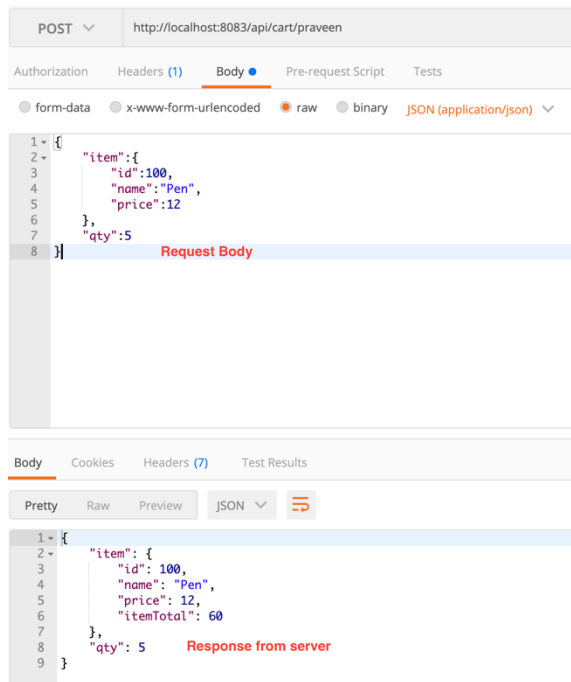 POST http://localhost:8083/api/cart/praveen
Authorization Headers (1) Body Pre-request Script Tests
form-data x-www-form-urlencoded raw binary JSON (application/json)
1 {
2 "item":{
3 "id":100,
4 "name":"Pen",
5 "price":12
6 },
7 "qty":5
8 } Request Body
Body Cookies Headers (7) Test Results
Pretty Raw Preview JSON
1 {
2 "item": {
3 "id": 100,
4 "name": "Pen",
5 "price": 12,
6 "itemTotal": 60
7 },
8 "qty": 5 Response from server
9 }